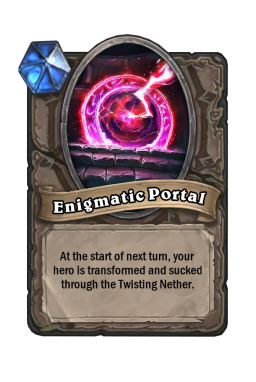 Enigmatic Portal
At the start of next turn, your
hero is transformed and sucked
through the Twisting Nether.